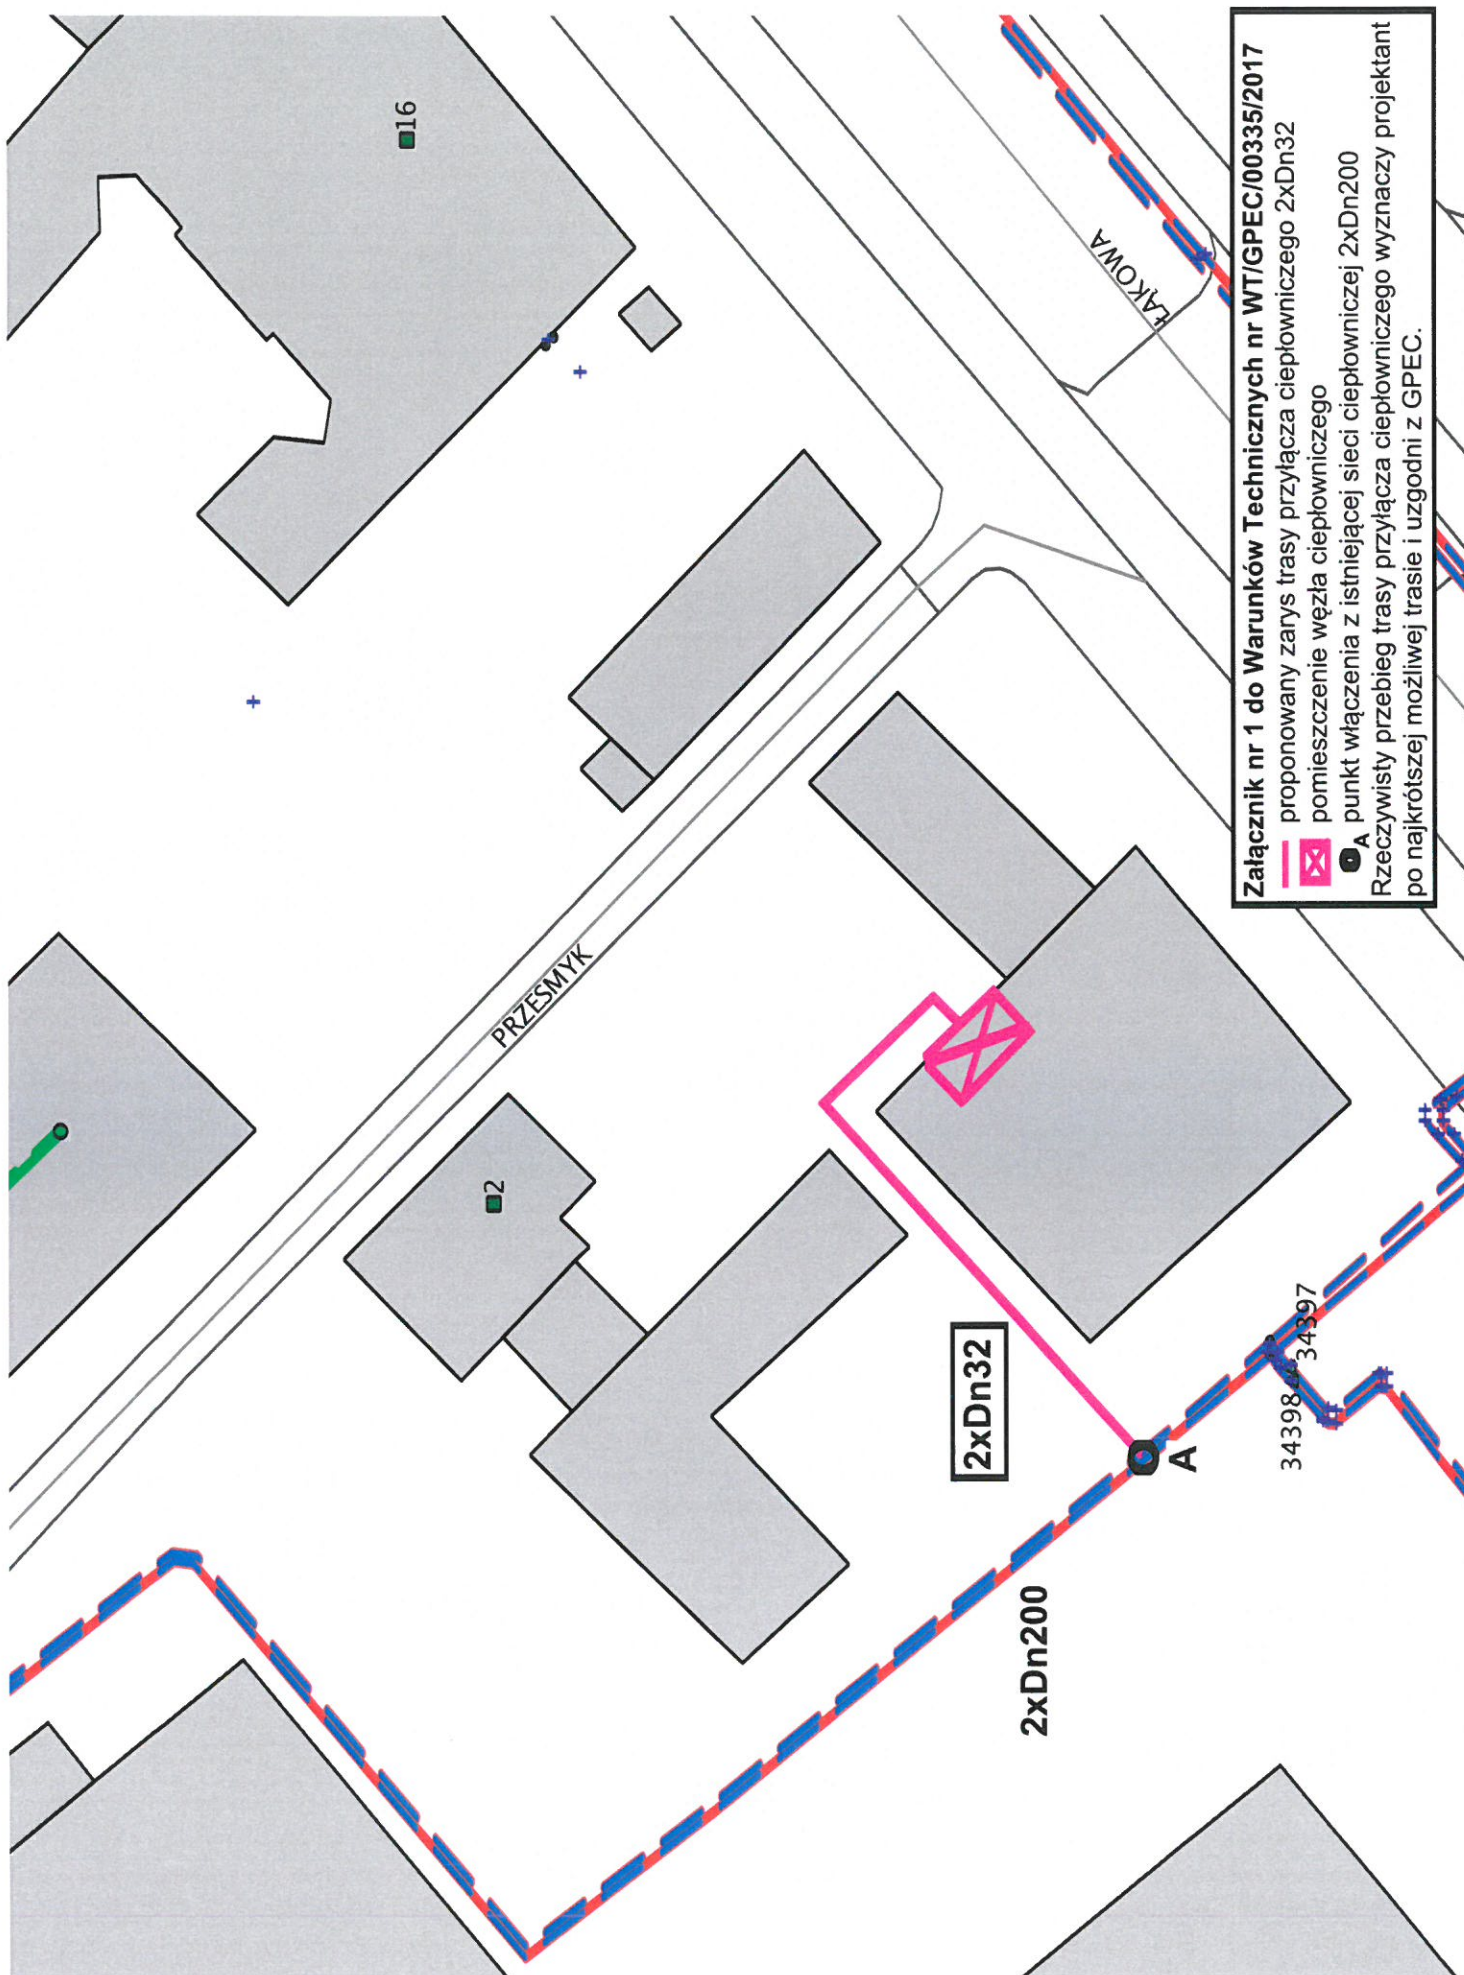 16
ŁĄKOWA
PRZESMYK
2
2xDn32
A
34397
34398
2xDn200
Załącznik nr 1 do Warunków Technicznych nr WT/GPEC/00335/2017
proponowany zarys trasy przyłącza ciepłowniczego 2xDn32
pomieszczenie węzła ciepłowniczego
A punkt włączenia z istniejącej sieci ciepłowniczej 2xDn200
Rzeczywisty przebieg trasy przyłącza ciepłowniczego wyznaczy projektant
po najkrótszej możliwej trasie i uzgodni z GPEC.